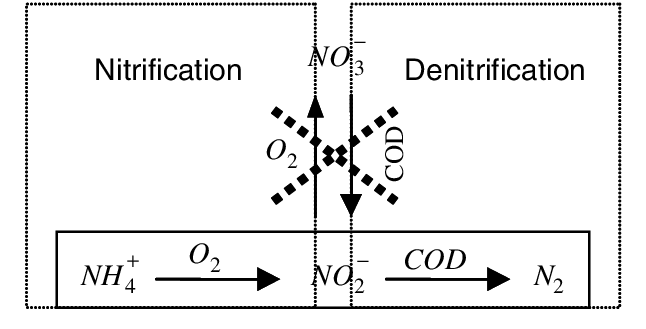 NO₃⁻
Nitrification
Denitrification
O₂
COD
NH₄⁺ O₂ NO₂⁻ COD N₂